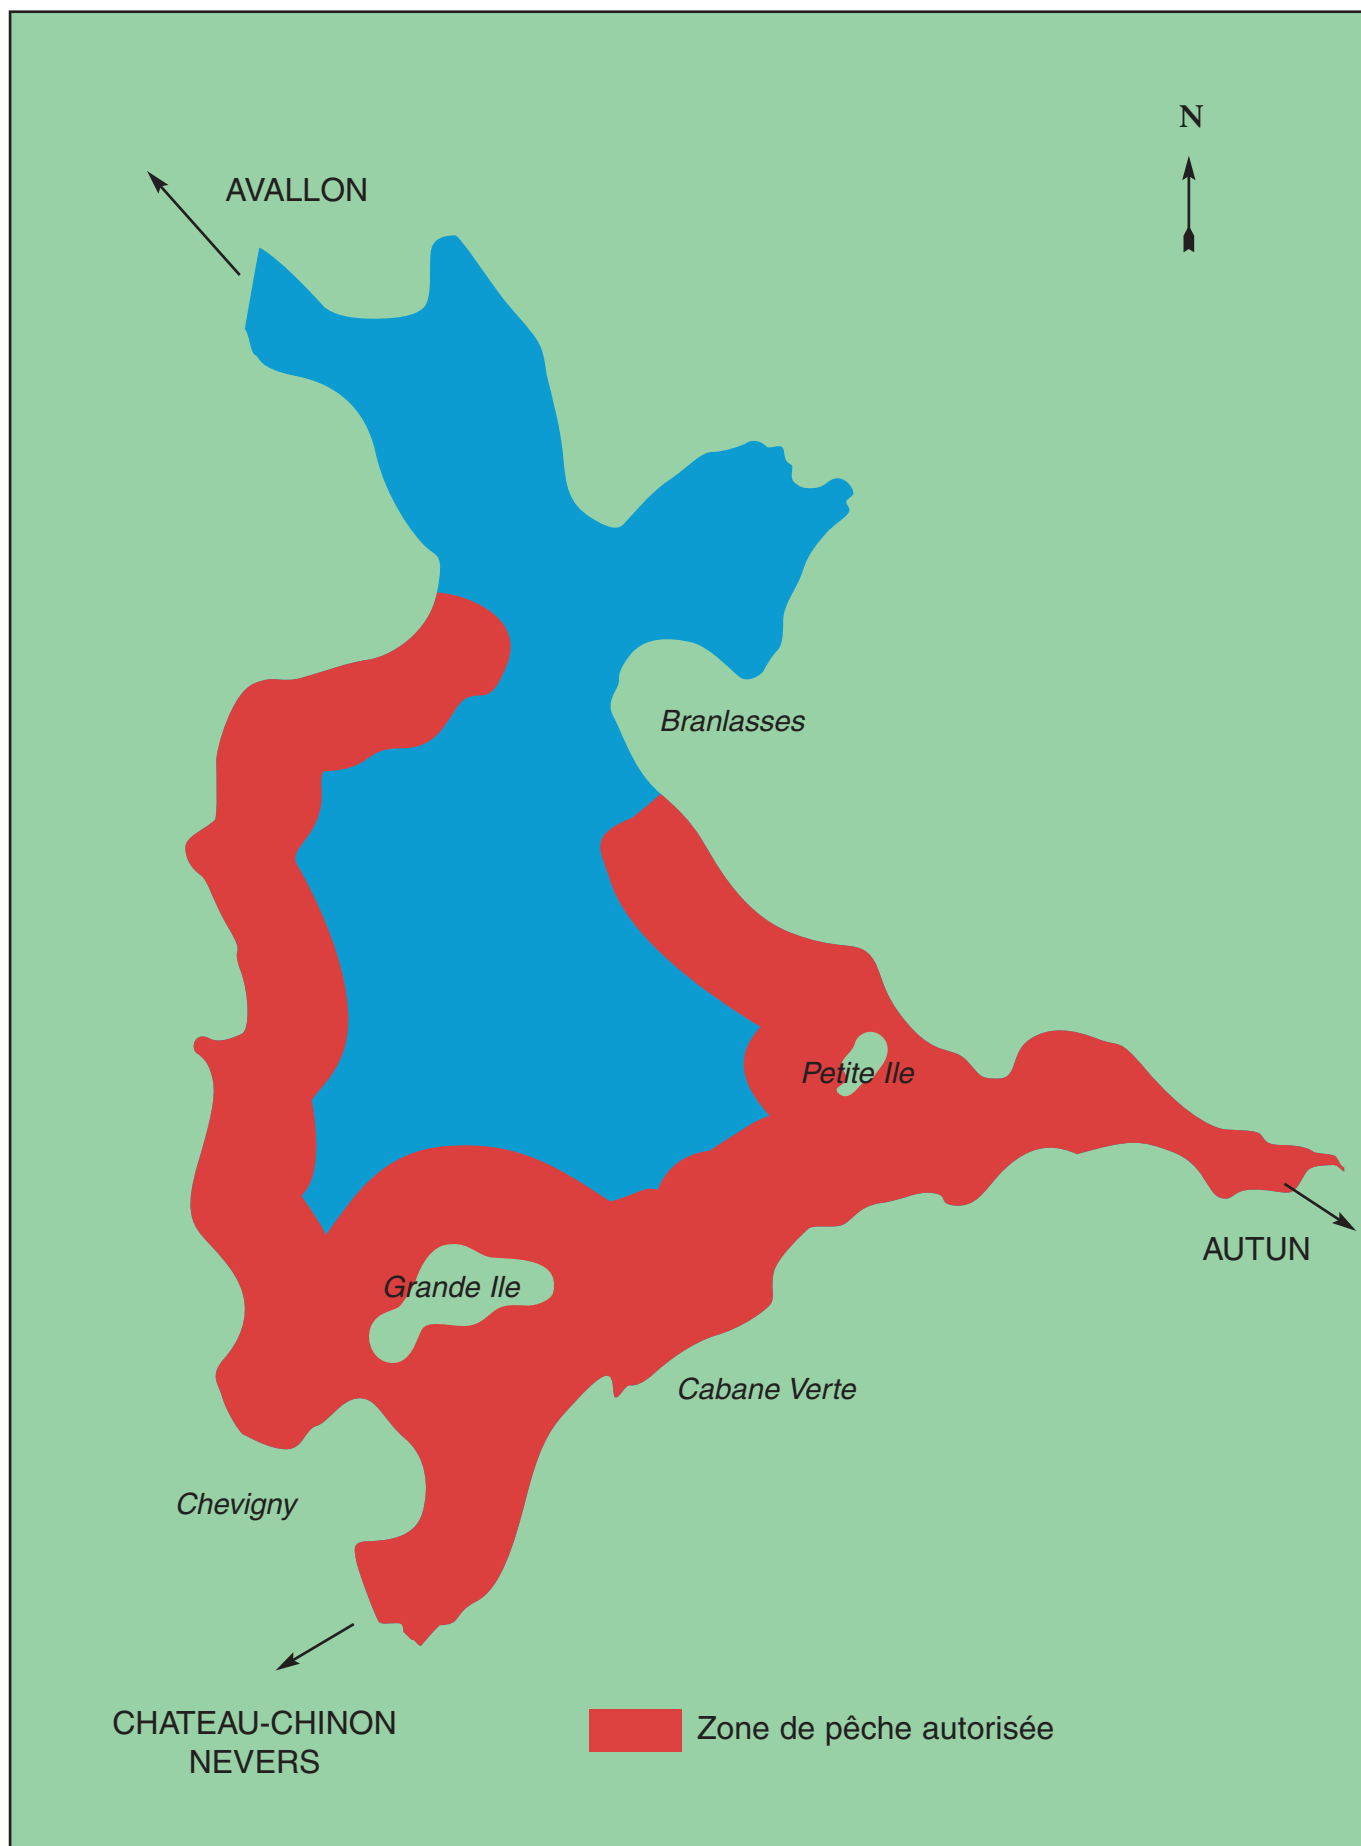 N
AVALLON
Branlasses
Petite Ile
AUTUN
Grande Ile
Cabane Verte
Chevigny
CHATEAU-CHINON
NEVERS
Zone de pêche autorisée